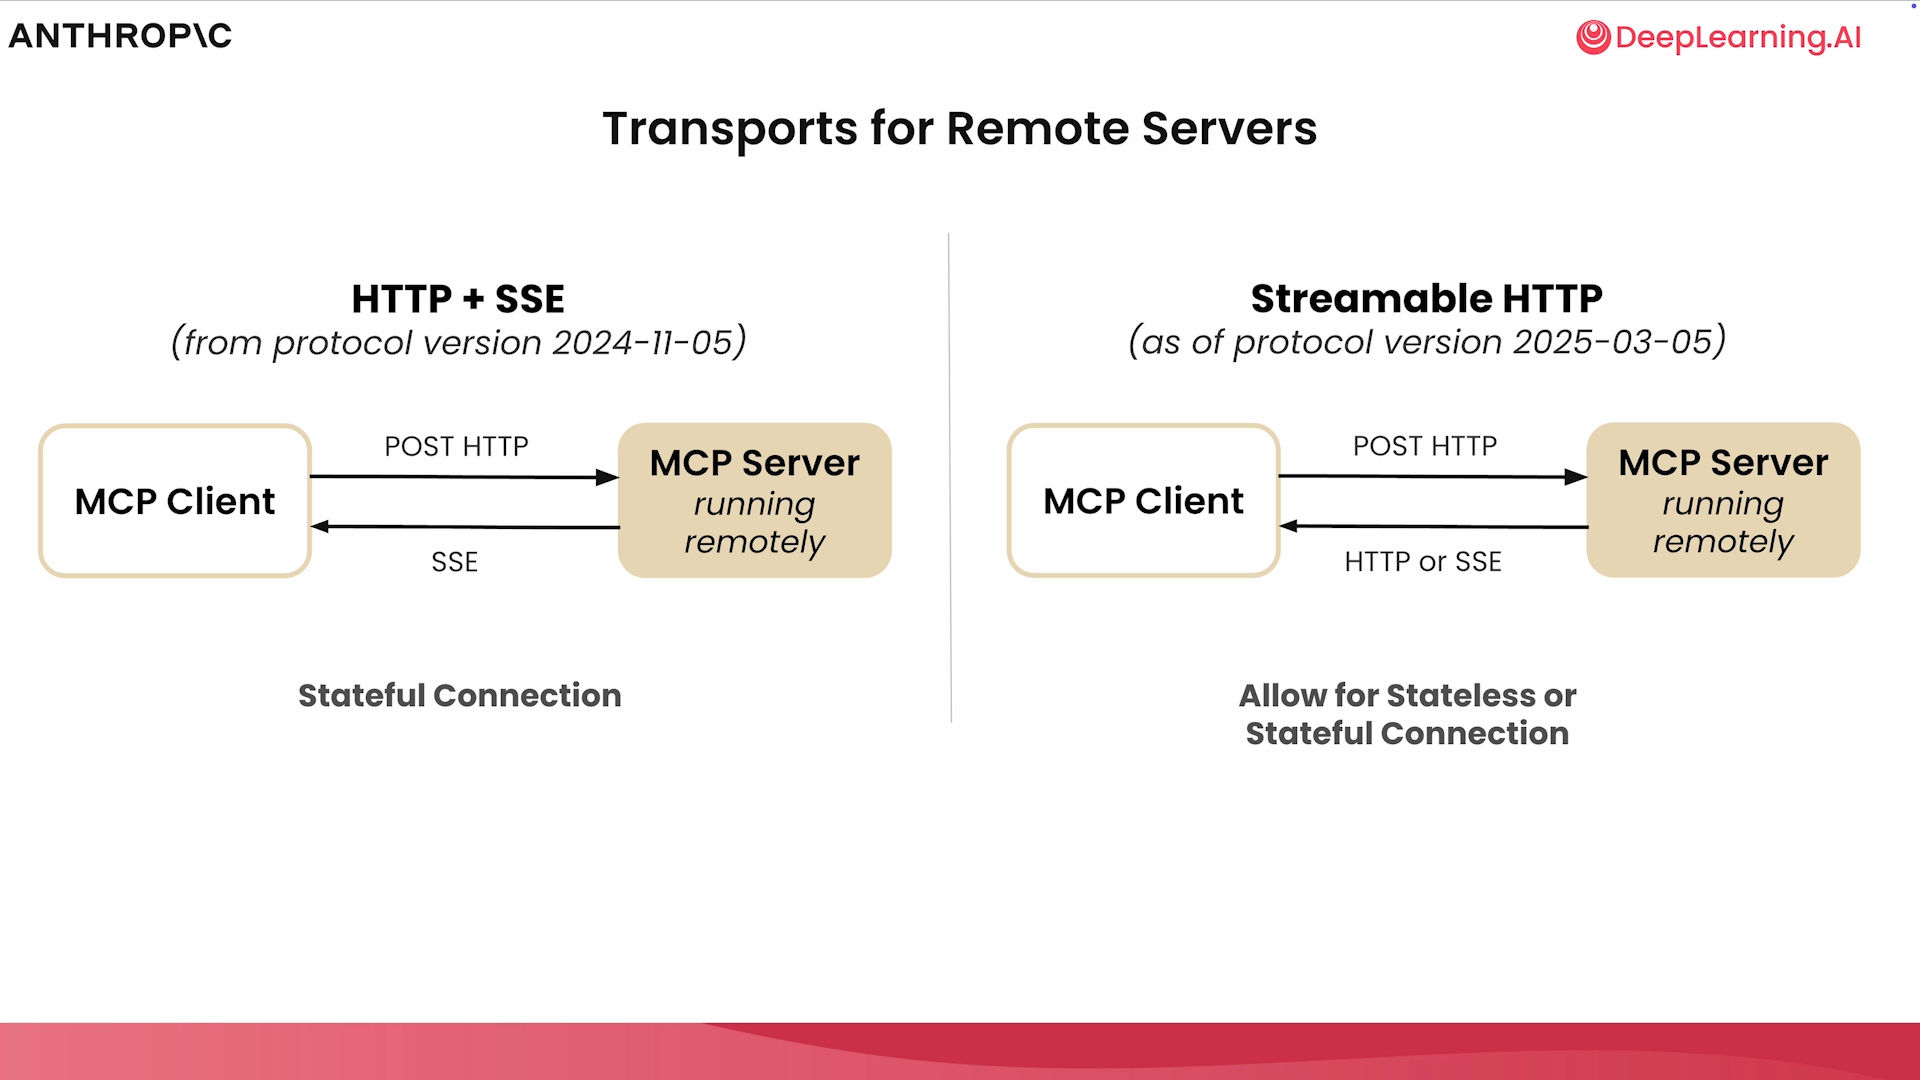 ANTHROP\C
DeepLearning.AI
Transports for Remote Servers
HTTP + SSE
(from protocol version 2024-11-05)
MCP Client
POST HTTP
SSE
MCP Server
running
remotely
Stateful Connection
Streamable HTTP
(as of protocol version 2025-03-05)
MCP Client
POST HTTP
HTTP or SSE
MCP Server
running
remotely
Allow for Stateless or
Stateful Connection